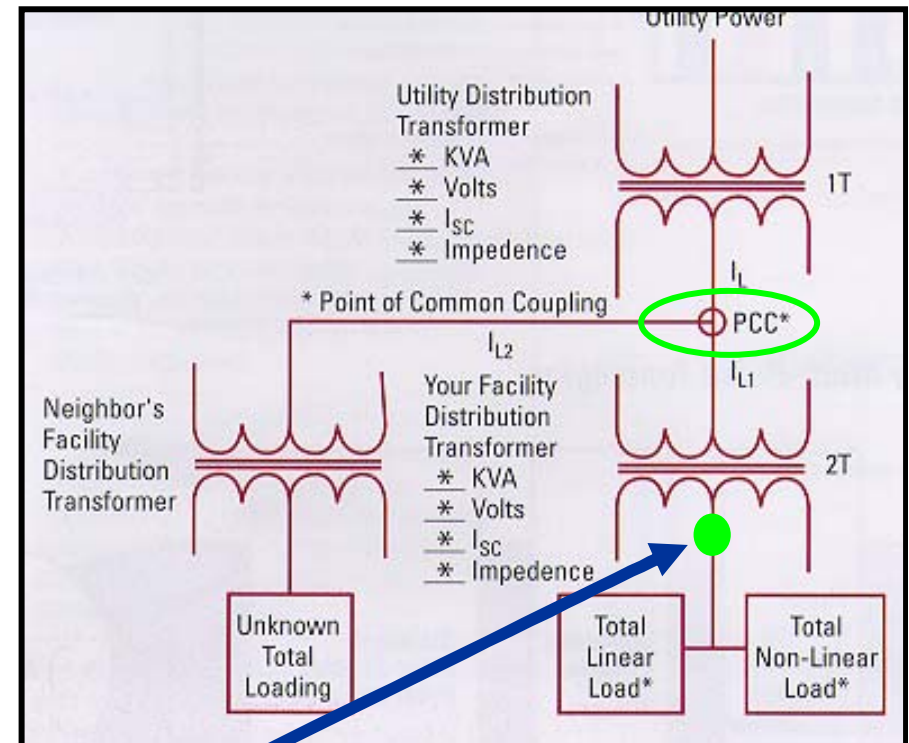 Utility Power
Utility Distribution
Transformer
* KVA
* Volts
* ISC
* Impedence
1T
IL
* Point of Common Coupling
PCC*
IL2
IL1
Neighbor's
Facility
Distribution
Transformer
Your Facility
Distribution
Transformer
* KVA
* Volts
* ISC
* Impedence
2T
Unknown
Total
Loading
Total
Linear
Load*
Total
Non-Linear
Load*